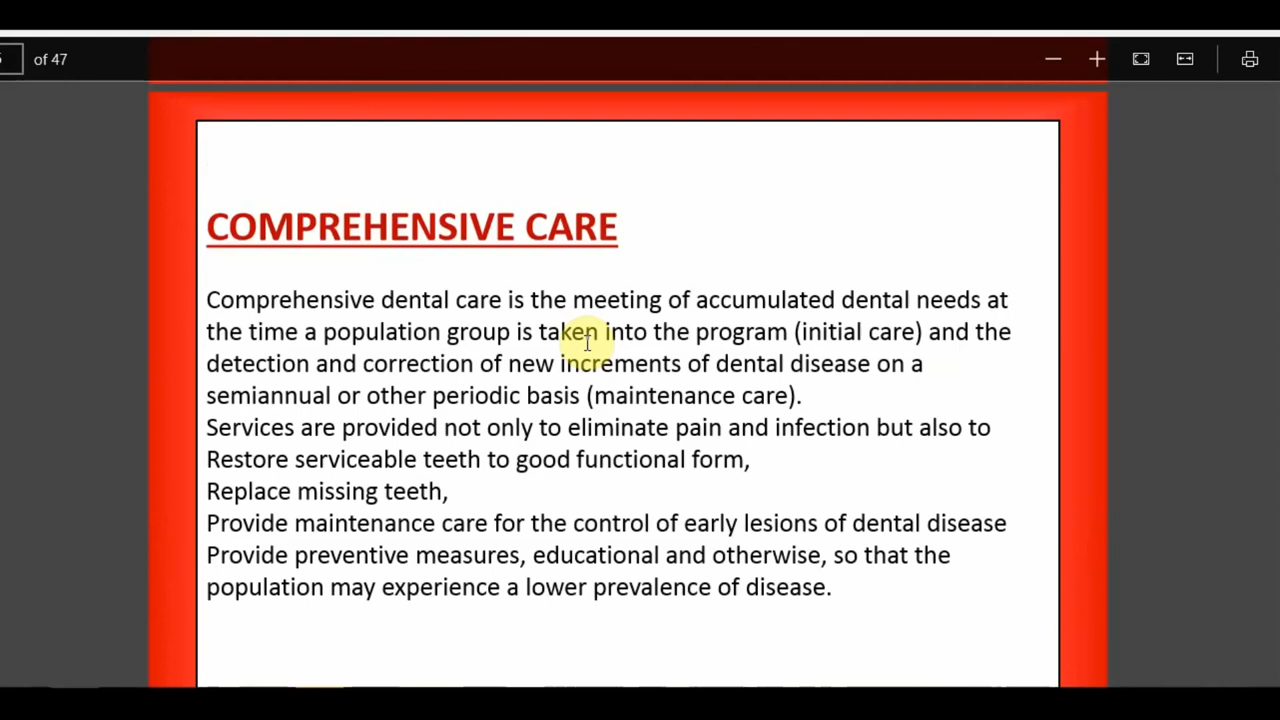 of 47
COMPREHENSIVE CARE
Comprehensive dental care is the meeting of accumulated dental needs at
the time a population group is taken into the program (initial care) and the
detection and correction of new increments of dental disease on a
semiannual or other periodic basis (maintenance care).
Services are provided not only to eliminate pain and infection but also to
Restore serviceable teeth to good functional form,
Replace missing teeth,
Provide maintenance care for the control of early lesions of dental disease
Provide preventive measures, educational and otherwise, so that the
population may experience a lower prevalence of disease.